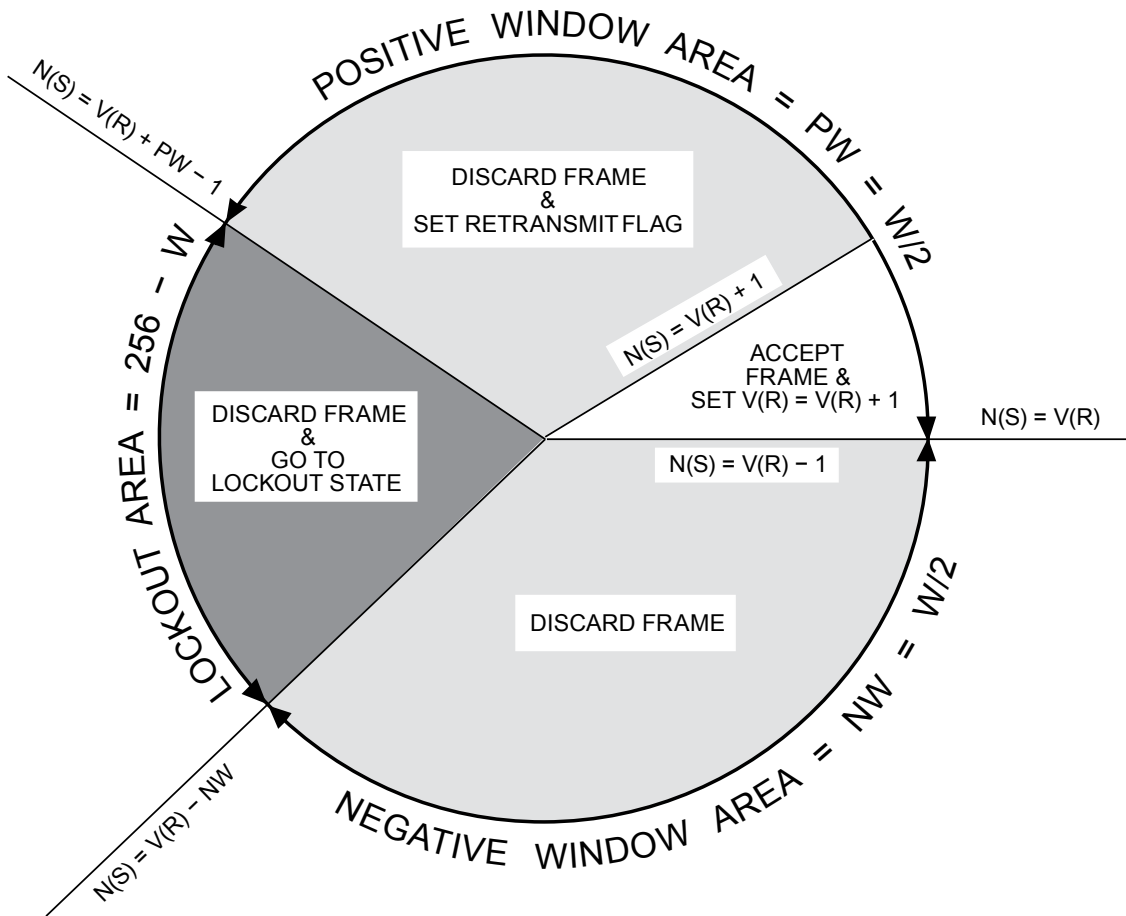 POSITIVE WINDOW AREA = PW = W/2
N(S) = V(R) + PW − 1
DISCARD FRAME
&
SET RETRANSMIT FLAG
N(S) = V(R) + 1
ACCEPT
FRAME &
SET V(R) = V(R) + 1
N(S) = V(R)
N(S) = V(R) − 1
LOCKOUT AREA = 256 − W
DISCARD FRAME
&
GO TO
LOCKOUT STATE
DISCARD FRAME
N(S) = V(R) − NW
NEGATIVE WINDOW AREA = NW = W/2